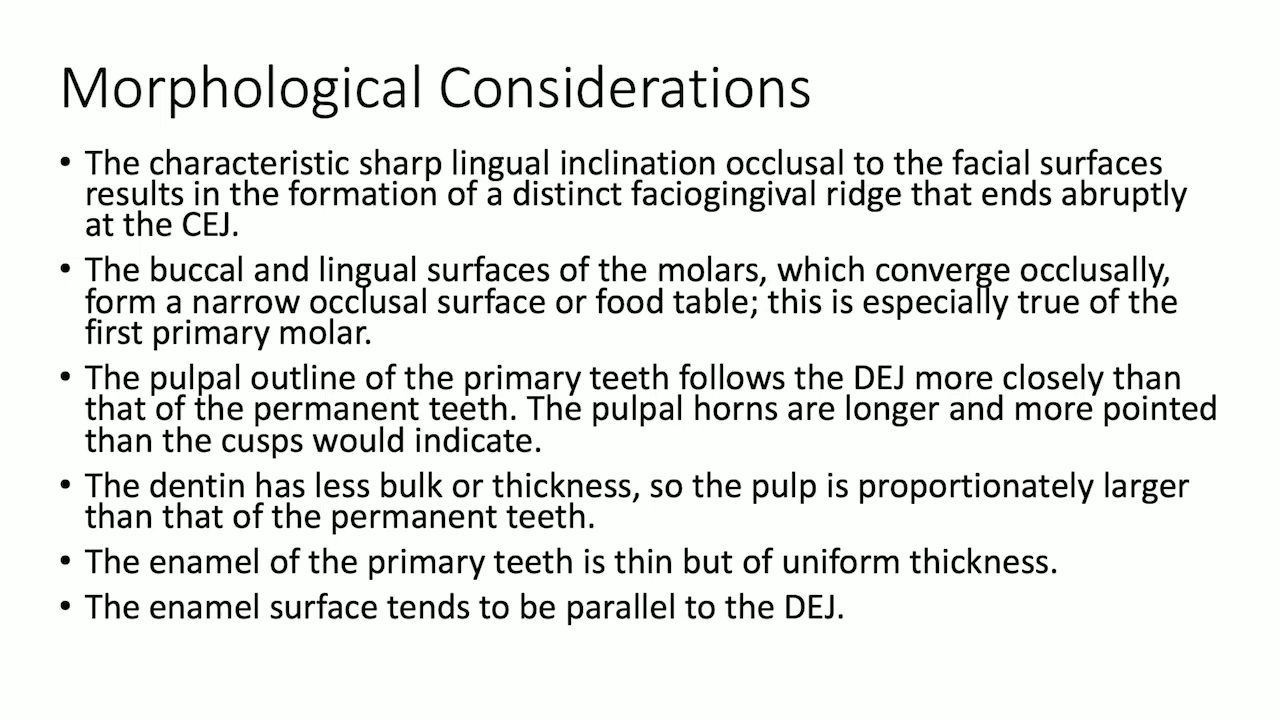 Morphological Considerations
• The characteristic sharp lingual inclination occlusal to the facial surfaces
results in the formation of a distinct faciogingival ridge that ends abruptly
at the CEJ.
• The buccal and lingual surfaces of the molars, which converge occlusally,
form a narrow occlusal surface or food table; this is especially true of the
first primary molar.
• The pulpal outline of the primary teeth follows the DEJ more closely than
that of the permanent teeth. The pulpal horns are longer and more pointed
than the cusps would indicate.
• The dentin has less bulk or thickness, so the pulp is proportionately larger
than that of the permanent teeth.
• The enamel of the primary teeth is thin but of uniform thickness.
• The enamel surface tends to be parallel to the DEJ.